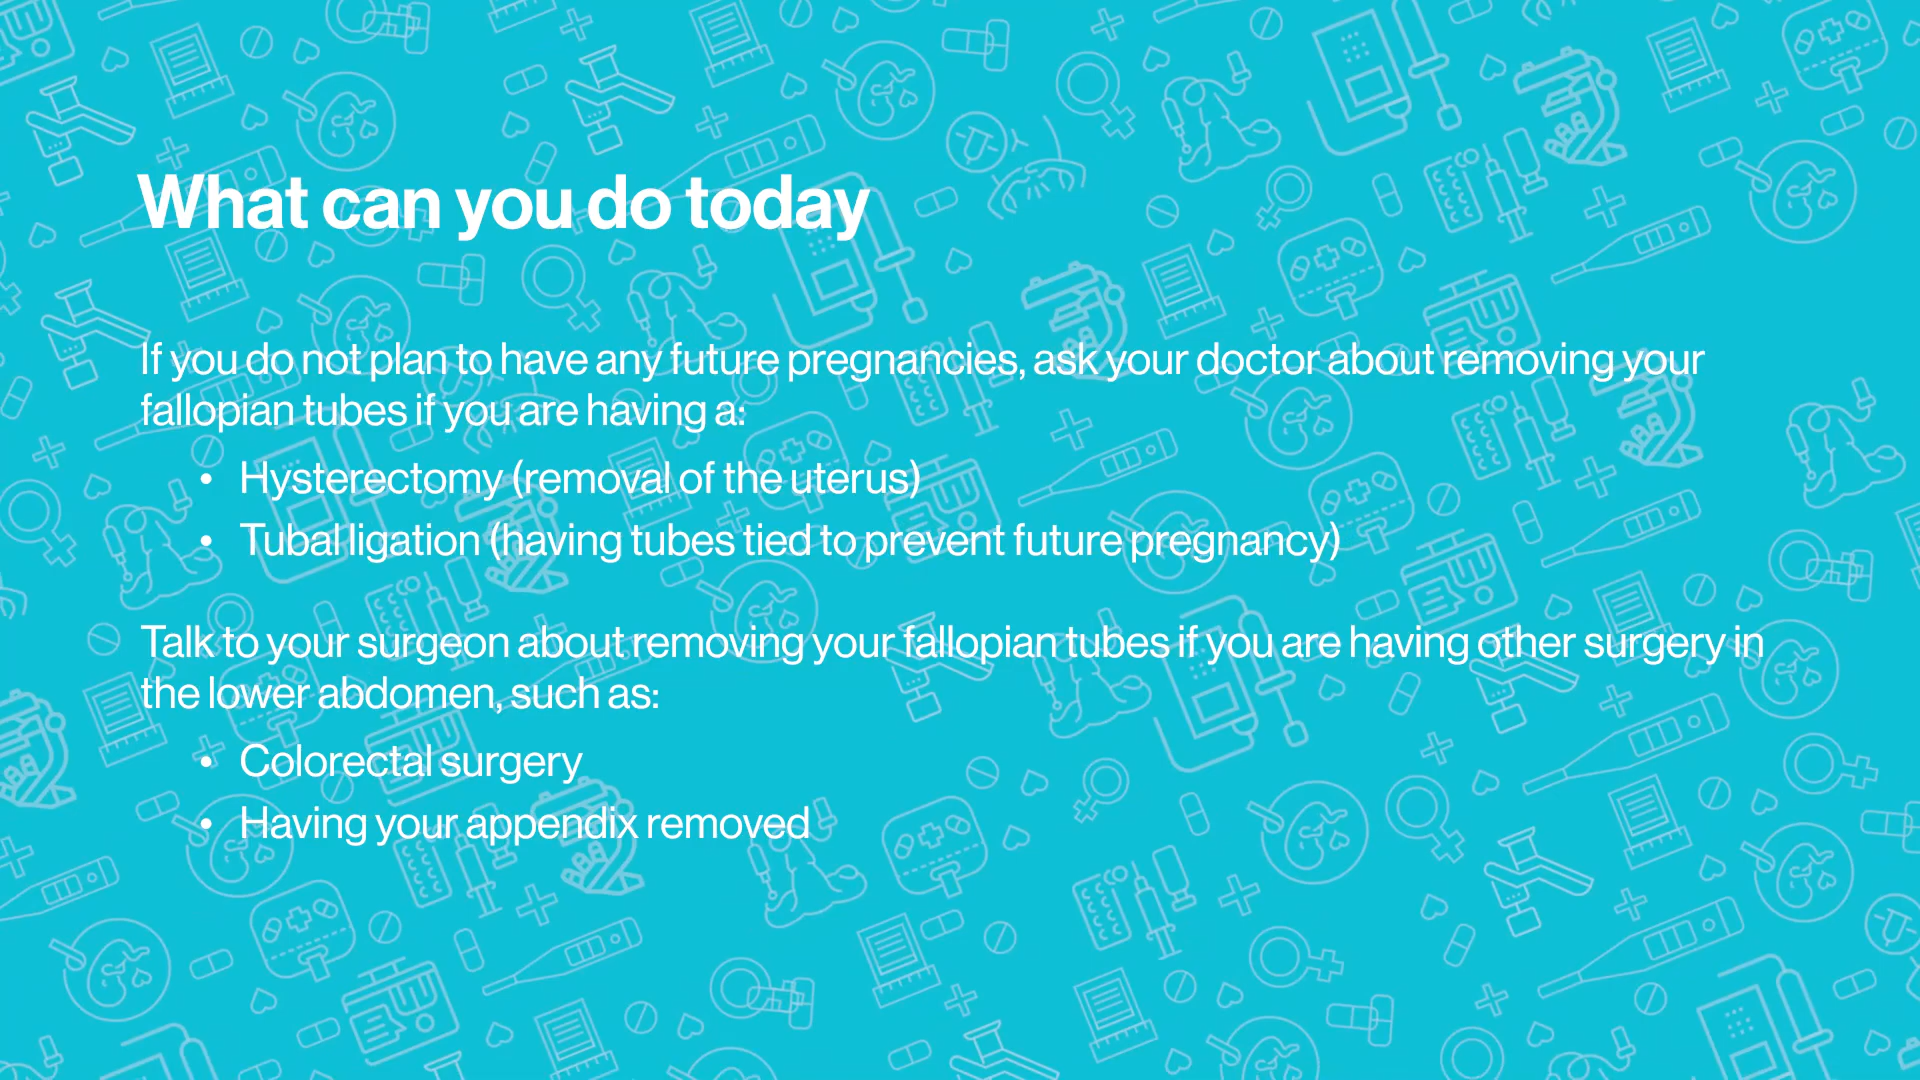 What can you do today
If you do not plan to have any future pregnancies, ask your doctor about removing your
fallopian tubes if you are having a:
• Hysterectomy (removal of the uterus)
• Tubal ligation (having tubes tied to prevent future pregnancy)
Talk to your surgeon about removing your fallopian tubes if you are having other surgery in
the lower abdomen, such as:
• Colorectal surgery
• Having your appendix removed